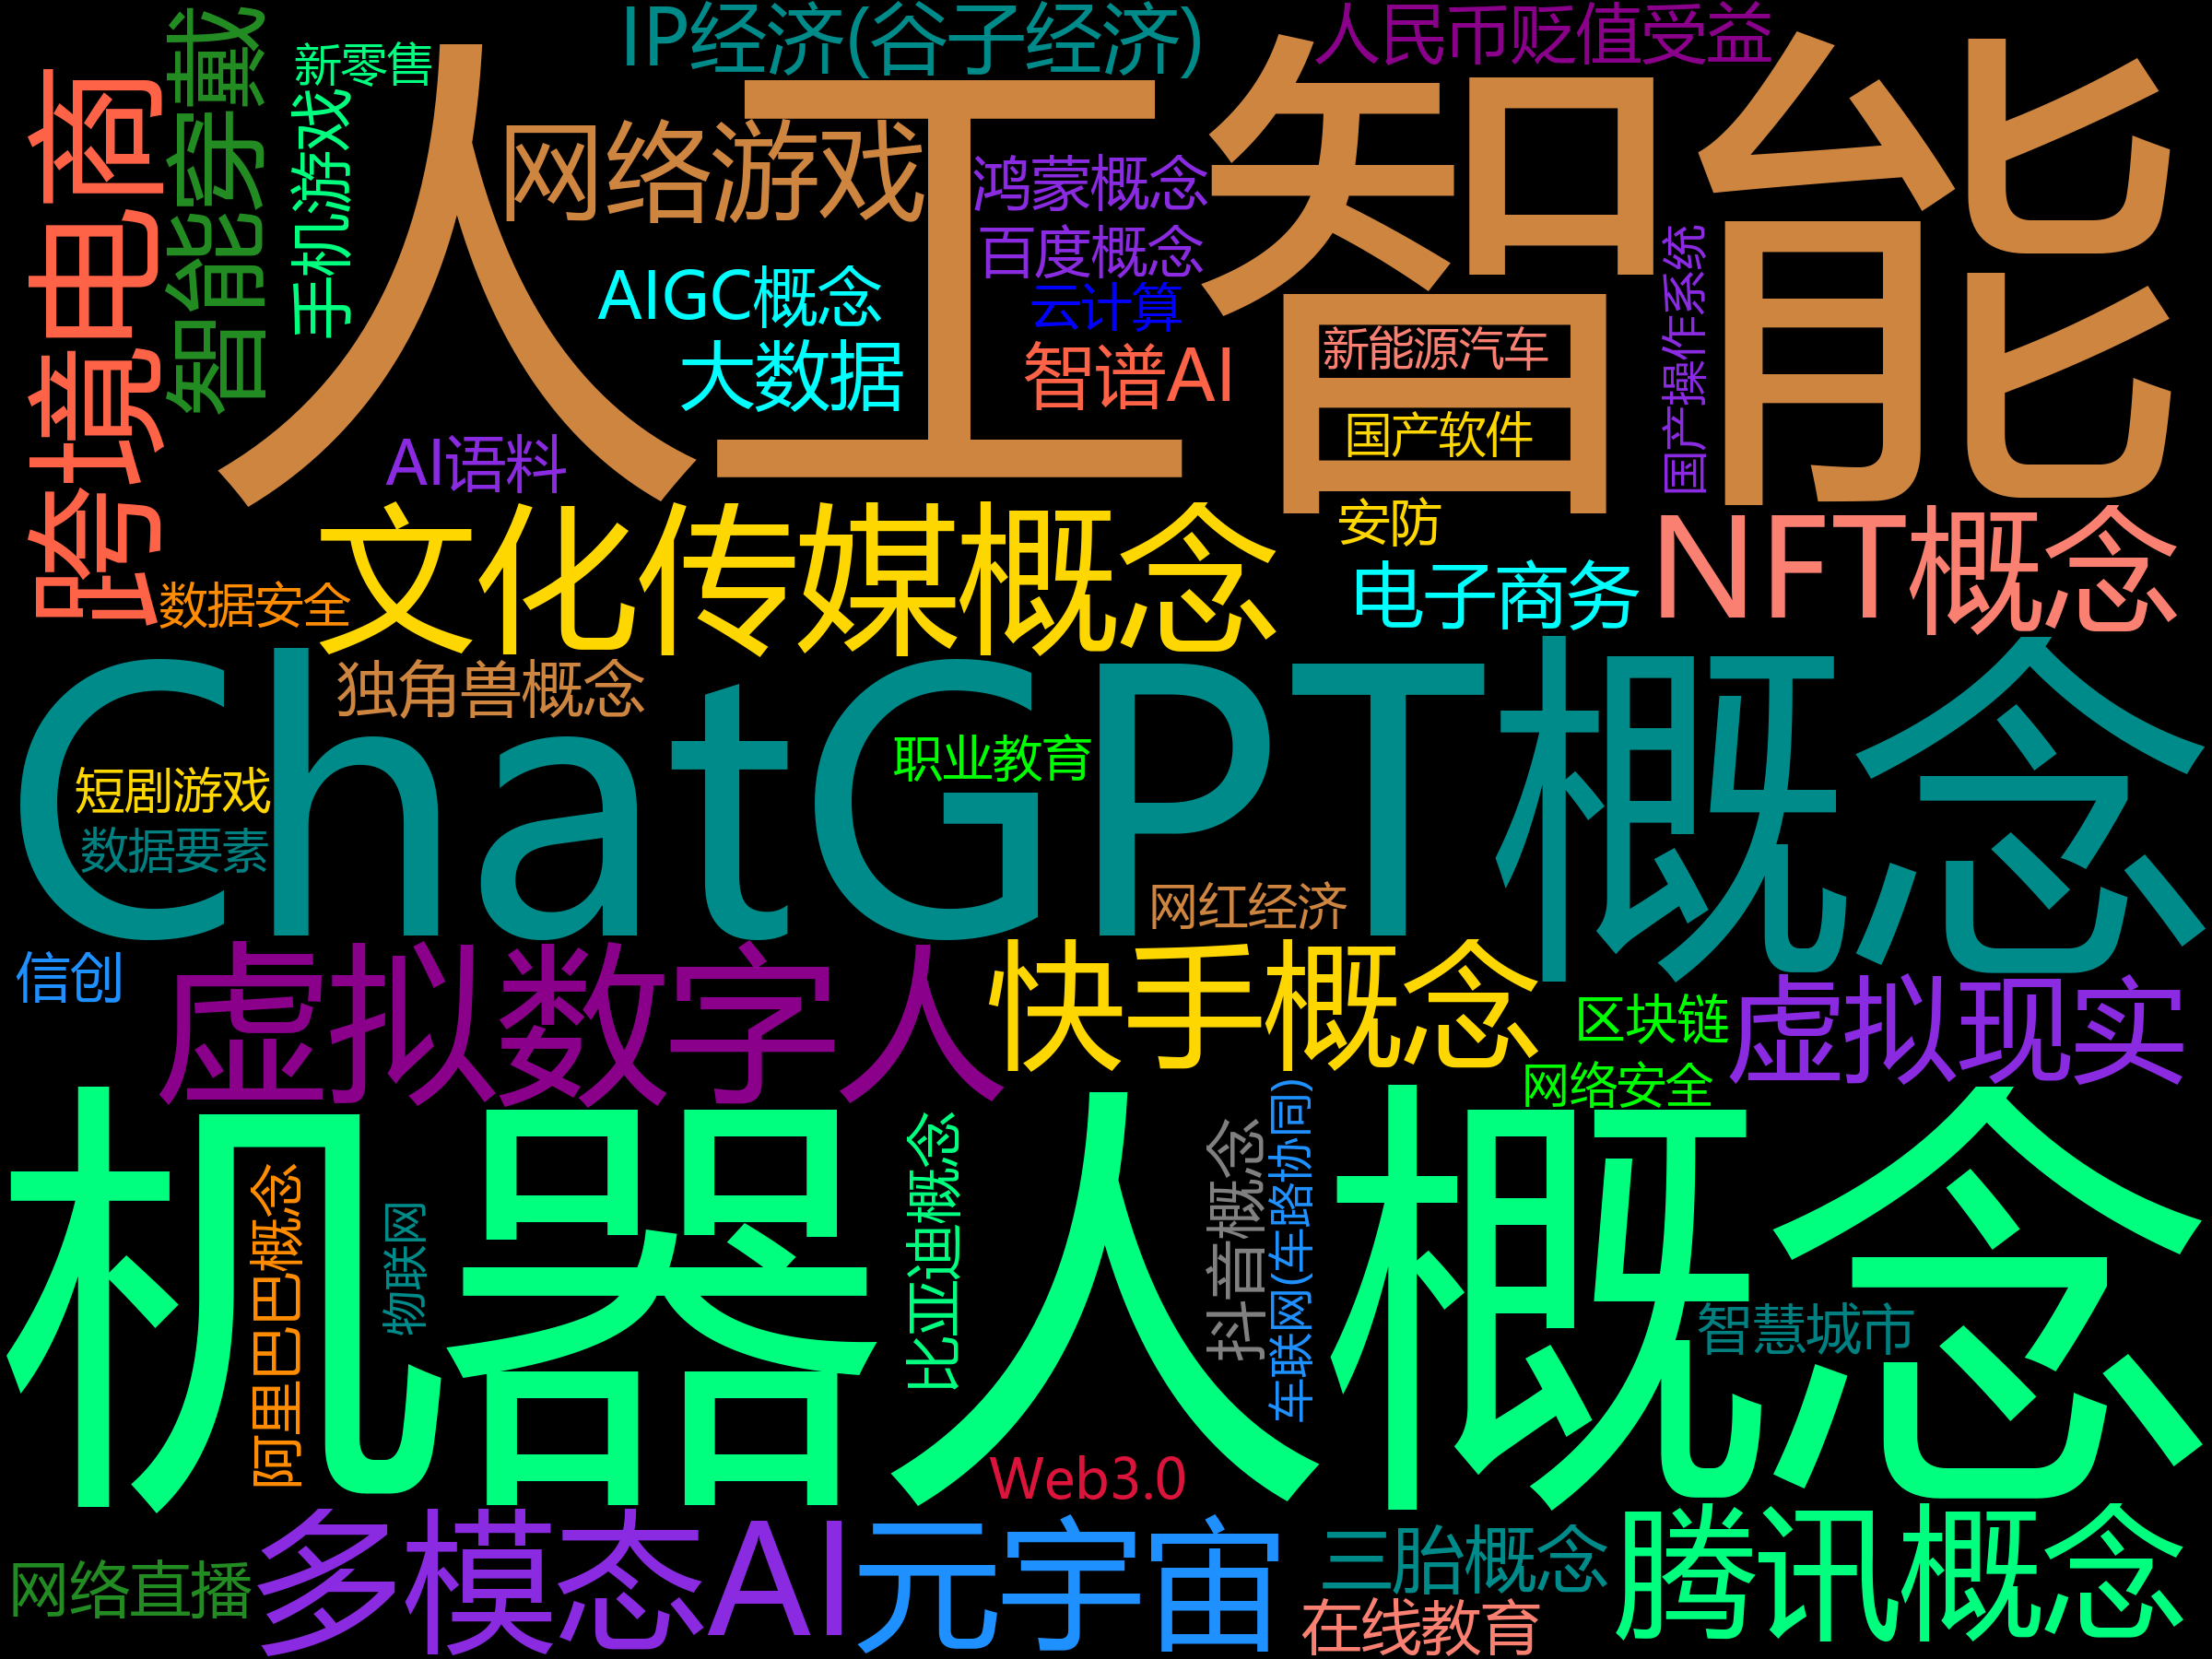 IP经济(谷子经济)
人民币贬值受益
新零售
跨境电商
智能穿戴
手机游戏
人工智能
网络游戏
鸿蒙概念
百度概念
AIGC概念
云计算
大数据
智谱AI
新能源汽车
国产操作系统
国产软件
AI语料
文化传媒概念
安防
NFT概念
电子商务
数据安全
ChatGPT概念
独角兽概念
职业教育
短剧游戏
数据要素
网红经济
信创
虚拟数字人
快手概念
区块链
虚拟现实
网络安全
机器人概念
阿里巴巴概念
物联网
比亚迪概念
抖音概念
车联网(车路协同)
智慧城市
Web3.0
网络直播
多模态AI
元宇宙
三胎概念
在线教育
腾讯概念